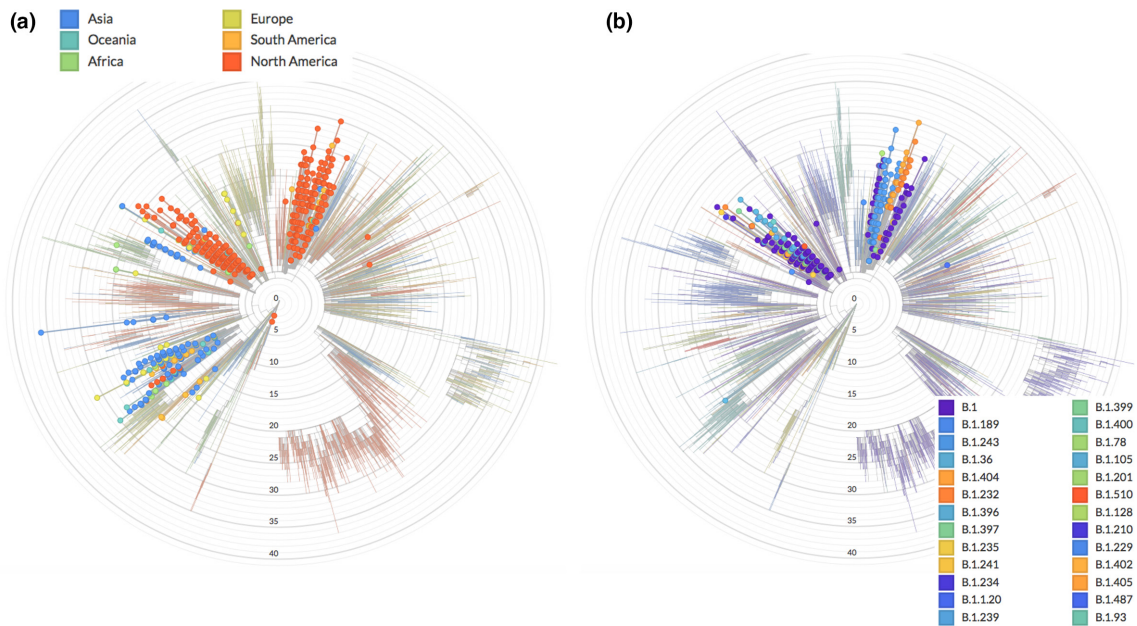 (a)
Asia
Oceania
Africa
Europe
South America
North America
0
5
10
15
20
25
30
35
40
(b)
0
5
10
15
20
25
30
35
40
B.1
B.1.189
B.1.243
B.1.36
B.1.404
B.1.232
B.1.396
B.1.397
B.1.235
B.1.241
B.1.234
B.1.1.20
B.1.239
B.1.399
B.1.400
B.1.78
B.1.105
B.1.201
B.1.510
B.1.128
B.1.210
B.1.229
B.1.402
B.1.405
B.1.487
B.1.93